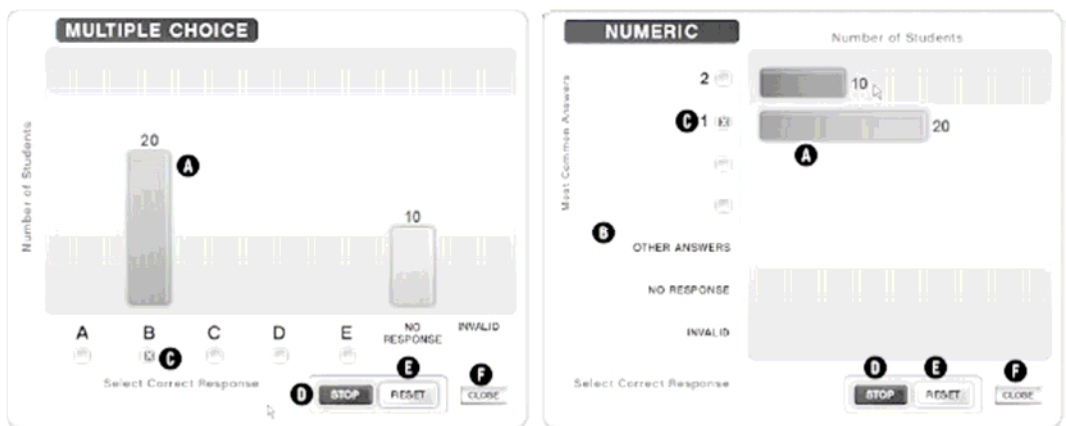 MULTIPLE CHOICE
Number of Students
20
A
10
A B C D E NO RESPONSE INVALID
C
Select Correct Response
D STOP E RESET F CLOSE
NUMERIC
Number of Students
Most Common Answers
2 10
C 1 20
A
B
OTHER ANSWERS
NO RESPONSE
INVALID
Select Correct Response
D STOP E RESET F CLOSE